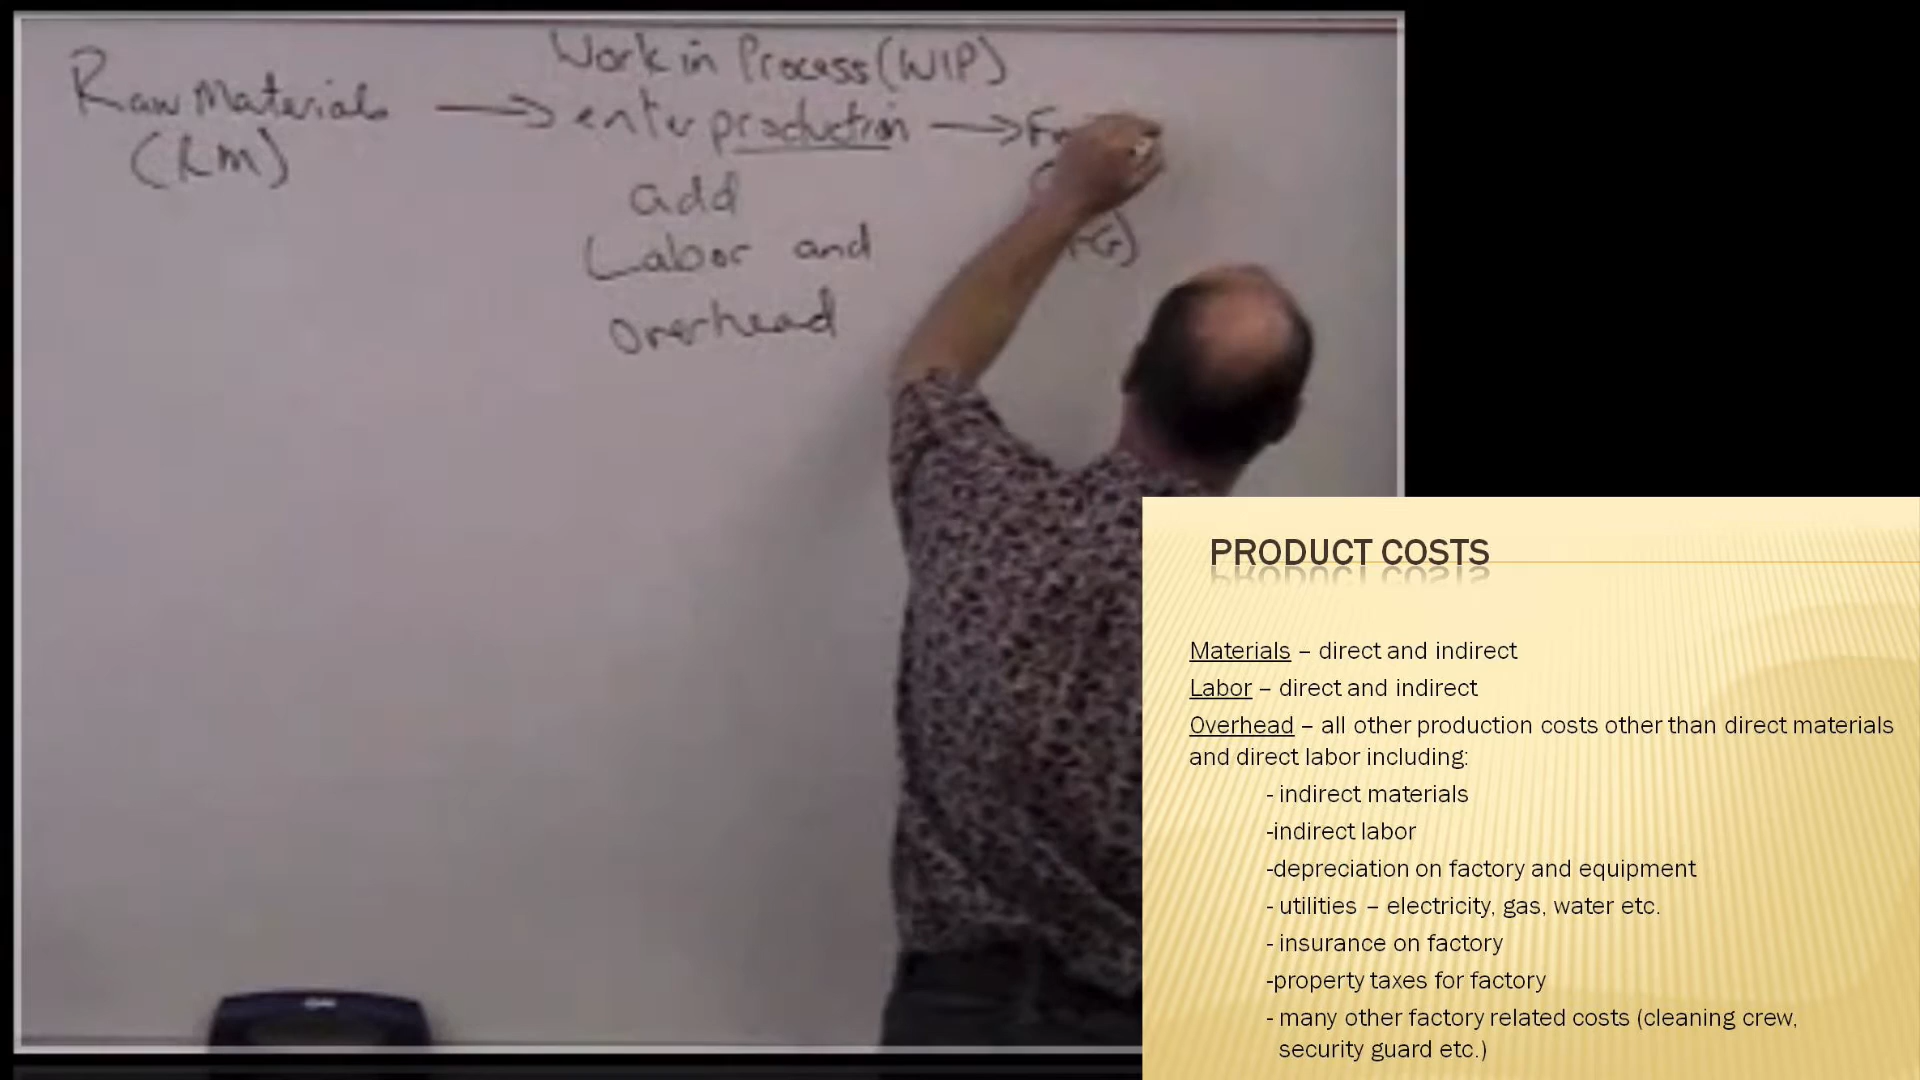 Work in Process (WIP)
Raw Materials → enter production →
(RM)
add
Labor and
overhead
PRODUCT COSTS
Materials – direct and indirect
Labor – direct and indirect
Overhead – all other production costs other than direct materials
and direct labor including:
- indirect materials
-indirect labor
-depreciation on factory and equipment
- utilities – electricity, gas, water etc.
- insurance on factory
-property taxes for factory
- many other factory related costs (cleaning crew,
security guard etc.)